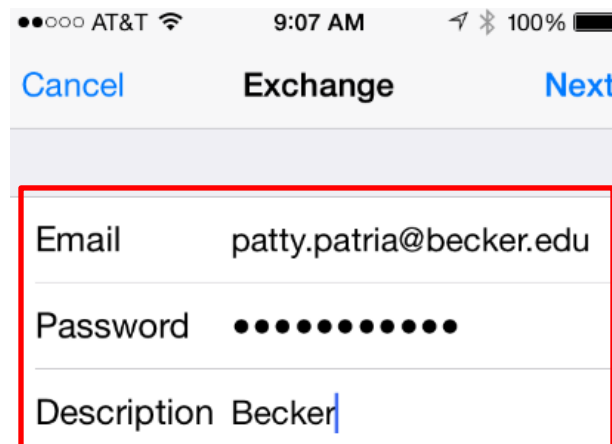 AT&T 9:07 AM 100%
Cancel Exchange Next
Email patty.patria@becker.edu
Password •••••••••••
Description Becker